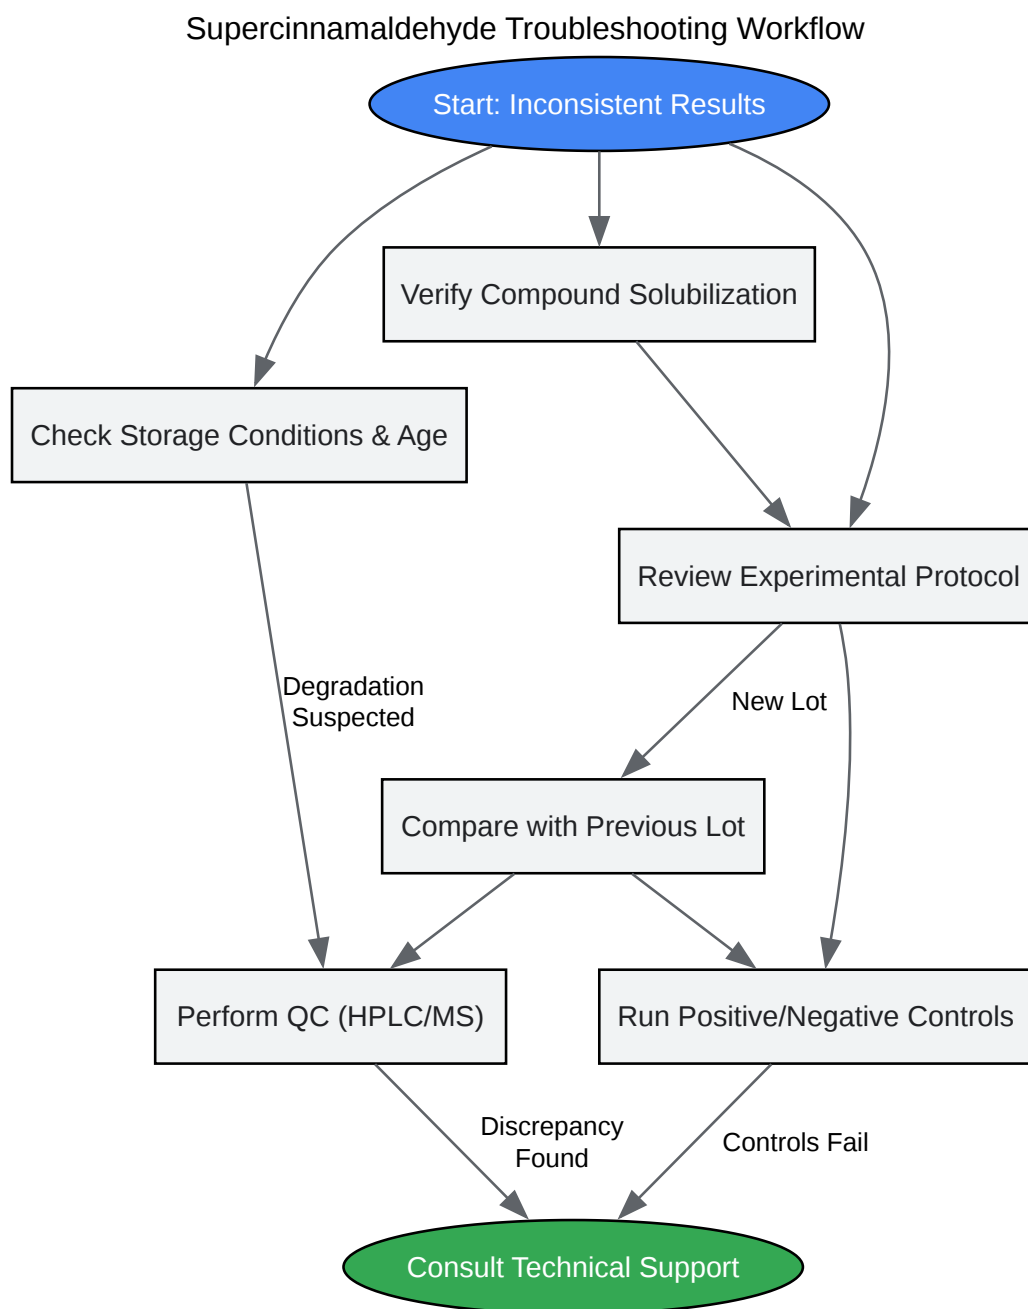 Supercinnamaldehyde Troubleshooting Workflow
Start: Inconsistent Results
Verify Compound Solubilization
Check Storage Conditions & Age
Review Experimental Protocol
Degradation
Suspected
New Lot
Compare with Previous Lot
Perform QC (HPLC/MS)
Run Positive/Negative Controls
Discrepancy
Found
Controls Fail
Consult Technical Support